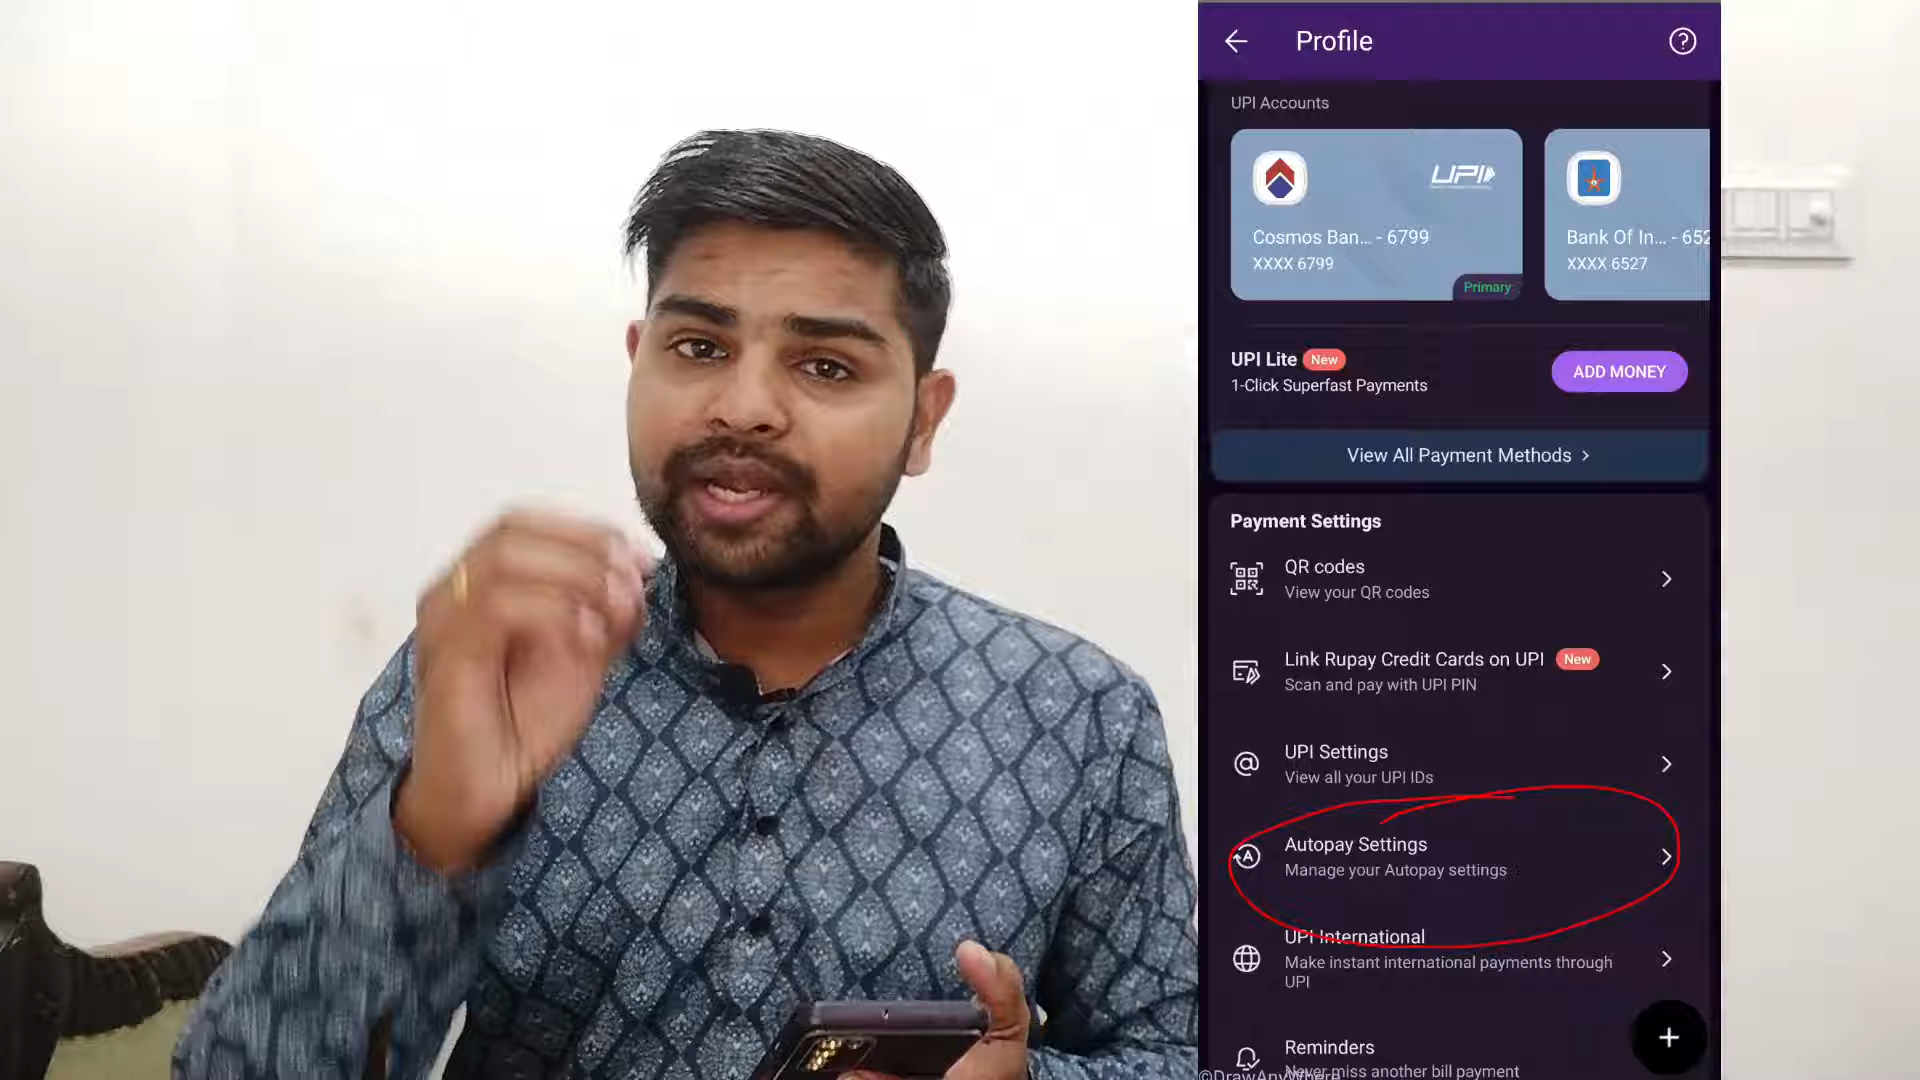 Profile
UPI Accounts
UPI
Cosmos Ban... - 6799
XXXX 6799
Primary
Bank Of In... - 652
XXXX 6527
UPI Lite New
1-Click Superfast Payments
ADD MONEY
View All Payment Methods
Payment Settings
QR codes
View your QR codes
Link Rupay Credit Cards on UPI New
Scan and pay with UPI PIN
UPI Settings
View all your UPI IDs
Autopay Settings
Manage your Autopay settings
UPI International
Make instant international payments through
UPI
Reminders
Never miss another bill payment
©DrawAnyWhere